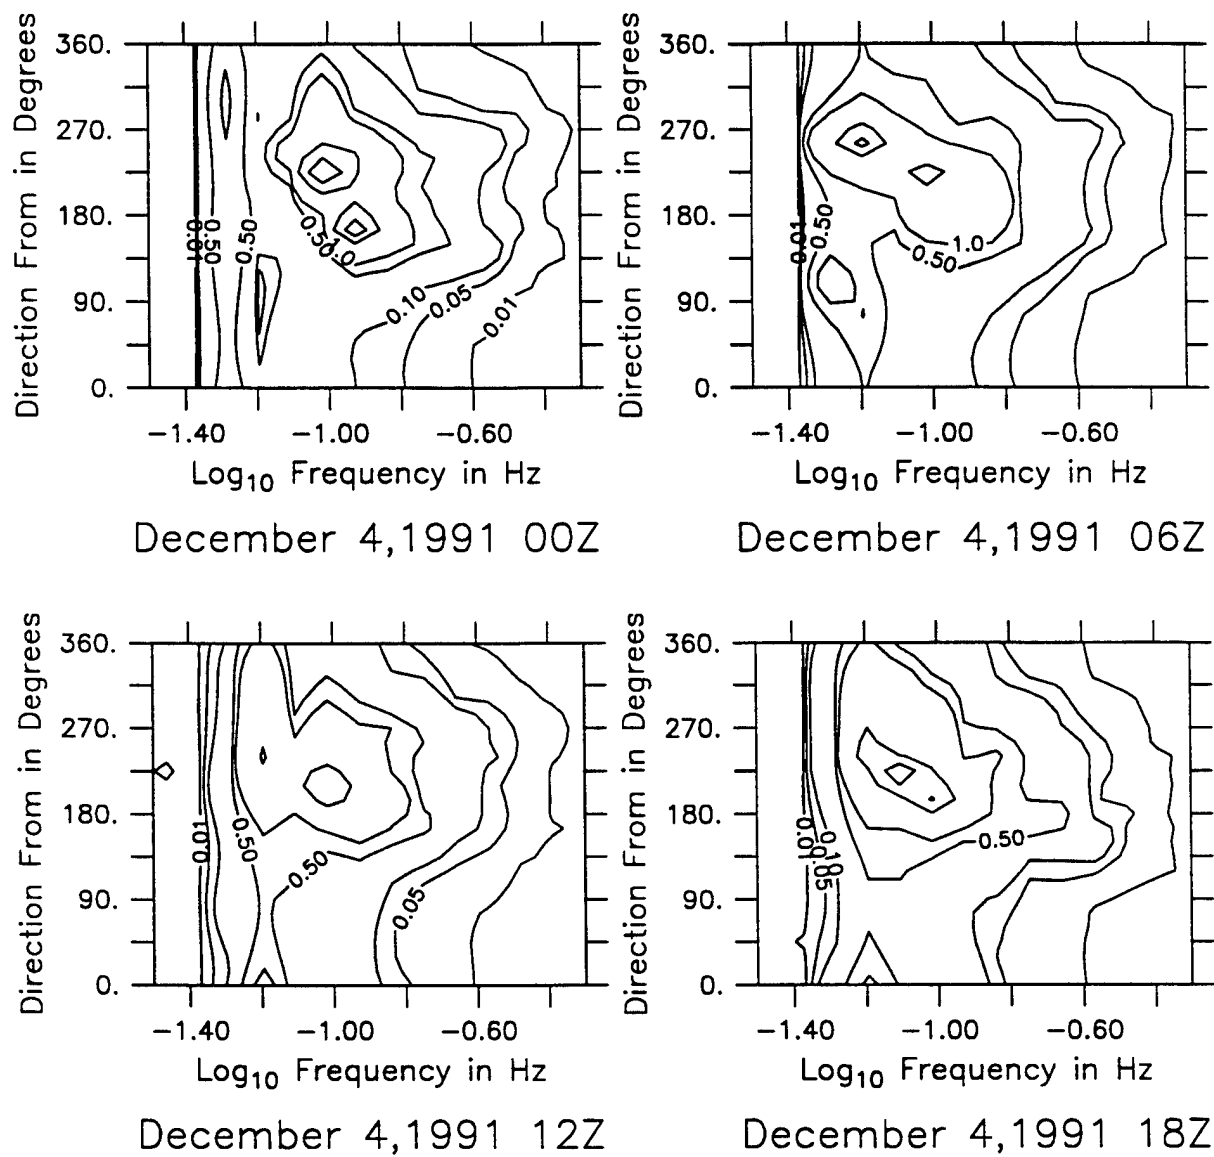 Direction From in Degrees
360.
270.
180.
90.
0.
0.01
0.50
0.50
0.50
1.0
0.10
0.05
0.01
−1.40 −1.00 −0.60
Log10 Frequency in Hz
December 4,1991 00Z
Direction From in Degrees
360.
270.
180.
90.
0.
0.01
0.50
1.0
0.50
−1.40 −1.00 −0.60
Log10 Frequency in Hz
December 4,1991 06Z
Direction From in Degrees
360.
270.
180.
90.
0.
0.50
0.50
0.05
−1.40 −1.00 −0.60
Log10 Frequency in Hz
December 4,1991 12Z
Direction From in Degrees
360.
270.
180.
90.
0.
0.01
0.05
0.10
0.50
−1.40 −1.00 −0.60
Log10 Frequency in Hz
December 4,1991 18Z